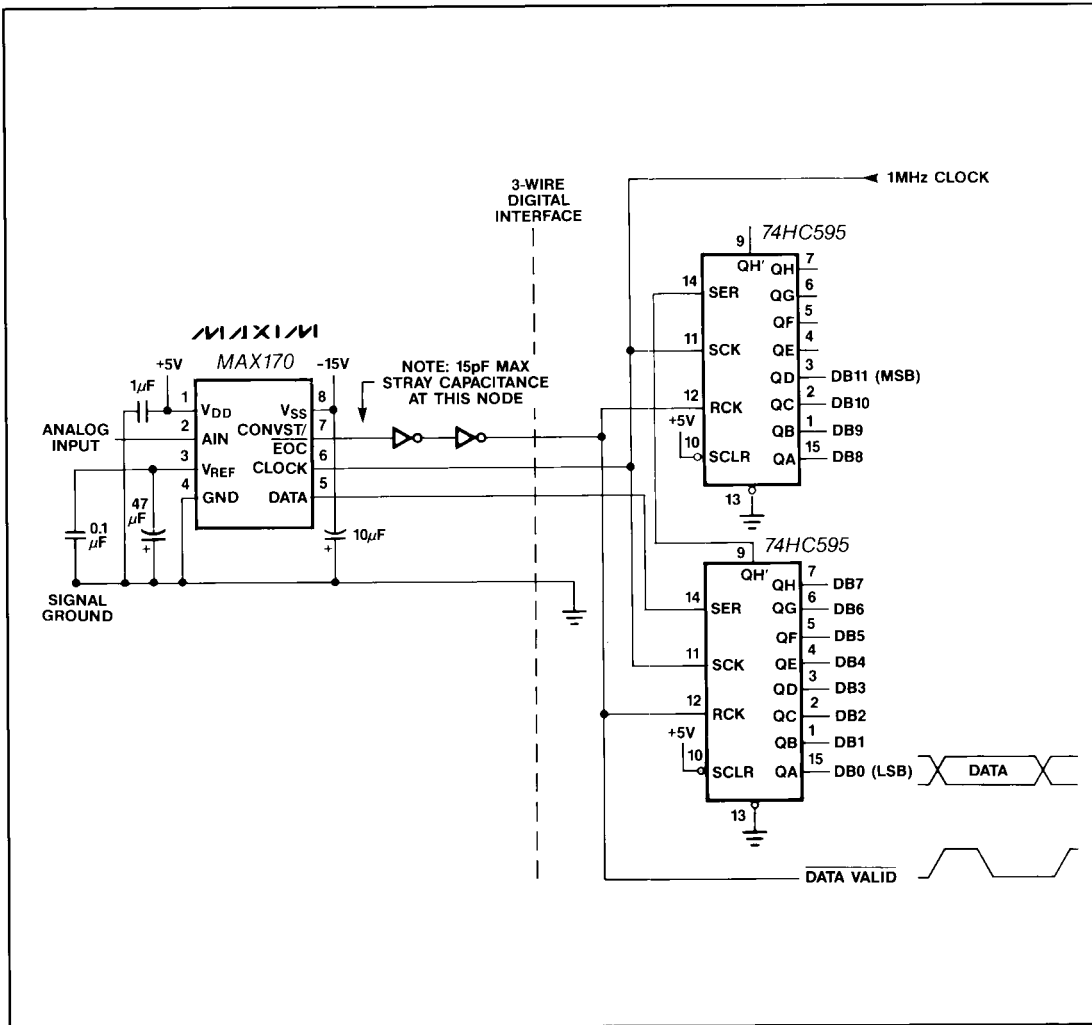 3-WIRE
DIGITAL
INTERFACE
1MHz CLOCK
MAXIM
MAX170
+5V
1µF
-15V
NOTE: 15pF MAX
STRAY CAPACITANCE
AT THIS NODE
1 VDD
VSS 8
ANALOG
INPUT
2 AIN
CONVST/
EOC 7
3 VREF
CLOCK 6
4 GND
DATA 5
0.1
µF
47
µF
+
10µF
+
SIGNAL
GROUND
74HC595
9
QH'
14 SER
11 SCK
12 RCK
+5V
10 SCLR
13
QH 7
QG 6
QF 5
QE 4
QD 3 DB11 (MSB)
QC 2 DB10
QB 1 DB9
QA 15 DB8
74HC595
9
QH'
14 SER
11 SCK
12 RCK
+5V
10 SCLR
13
QH 7 DB7
QG 6 DB6
QF 5 DB5
QE 4 DB4
QD 3 DB3
QC 2 DB2
QB 1 DB1
QA 15 DB0 (LSB)
DATA
DATA VALID